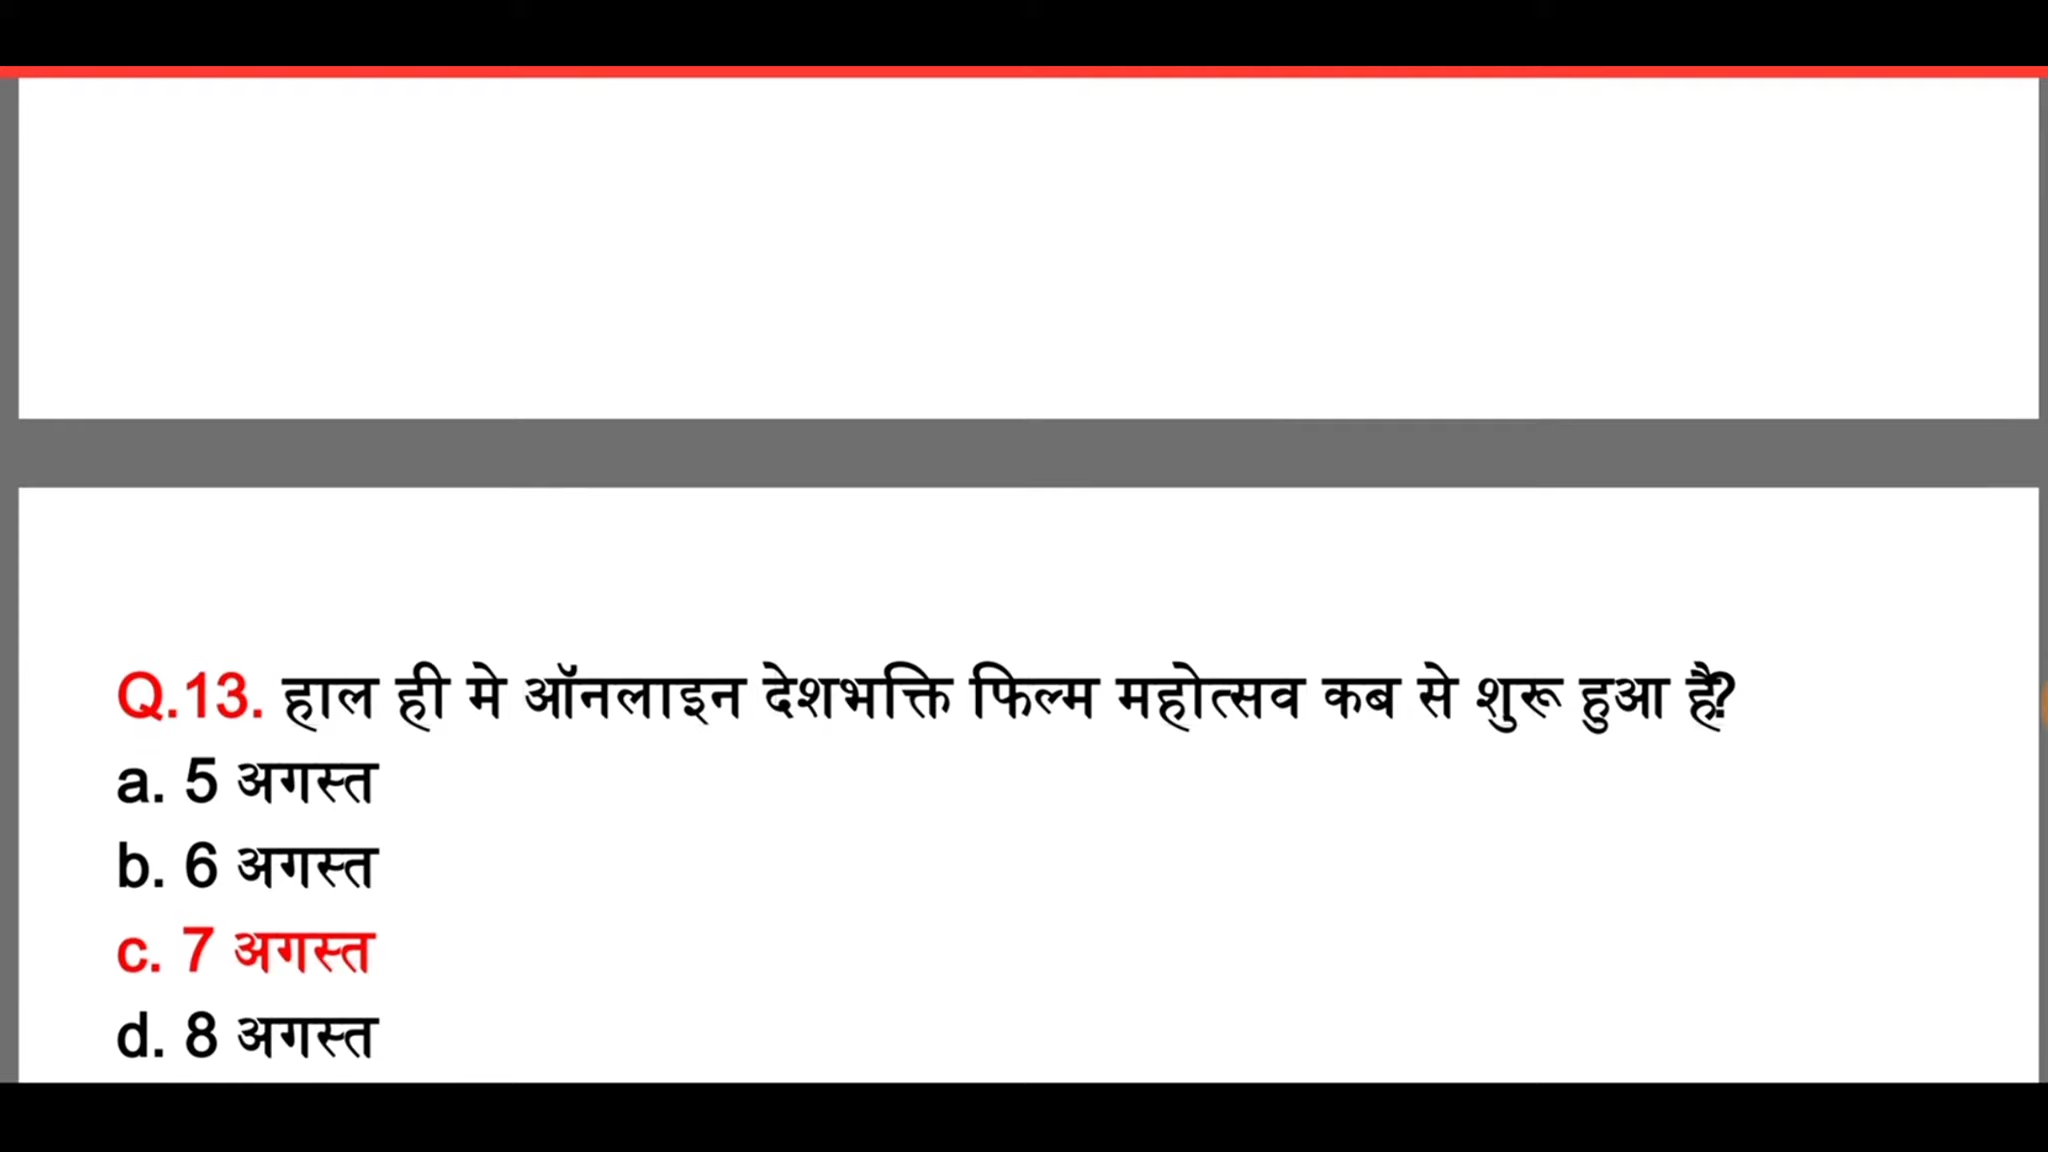 Q.13. हाल ही मे ऑनलाइन देशभक्ति फिल्म महोत्सव कब से शुरू हुआ है?
a. 5 अगस्त
b. 6 अगस्त
c. 7 अगस्त
d. 8 अगस्त